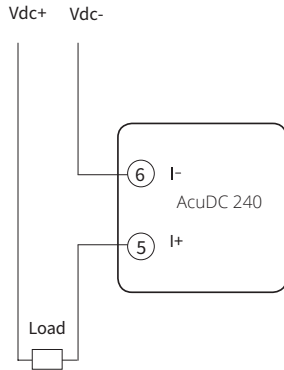 Vdc+ Vdc-
6 I-
AcuDC 240
5 I+
Load